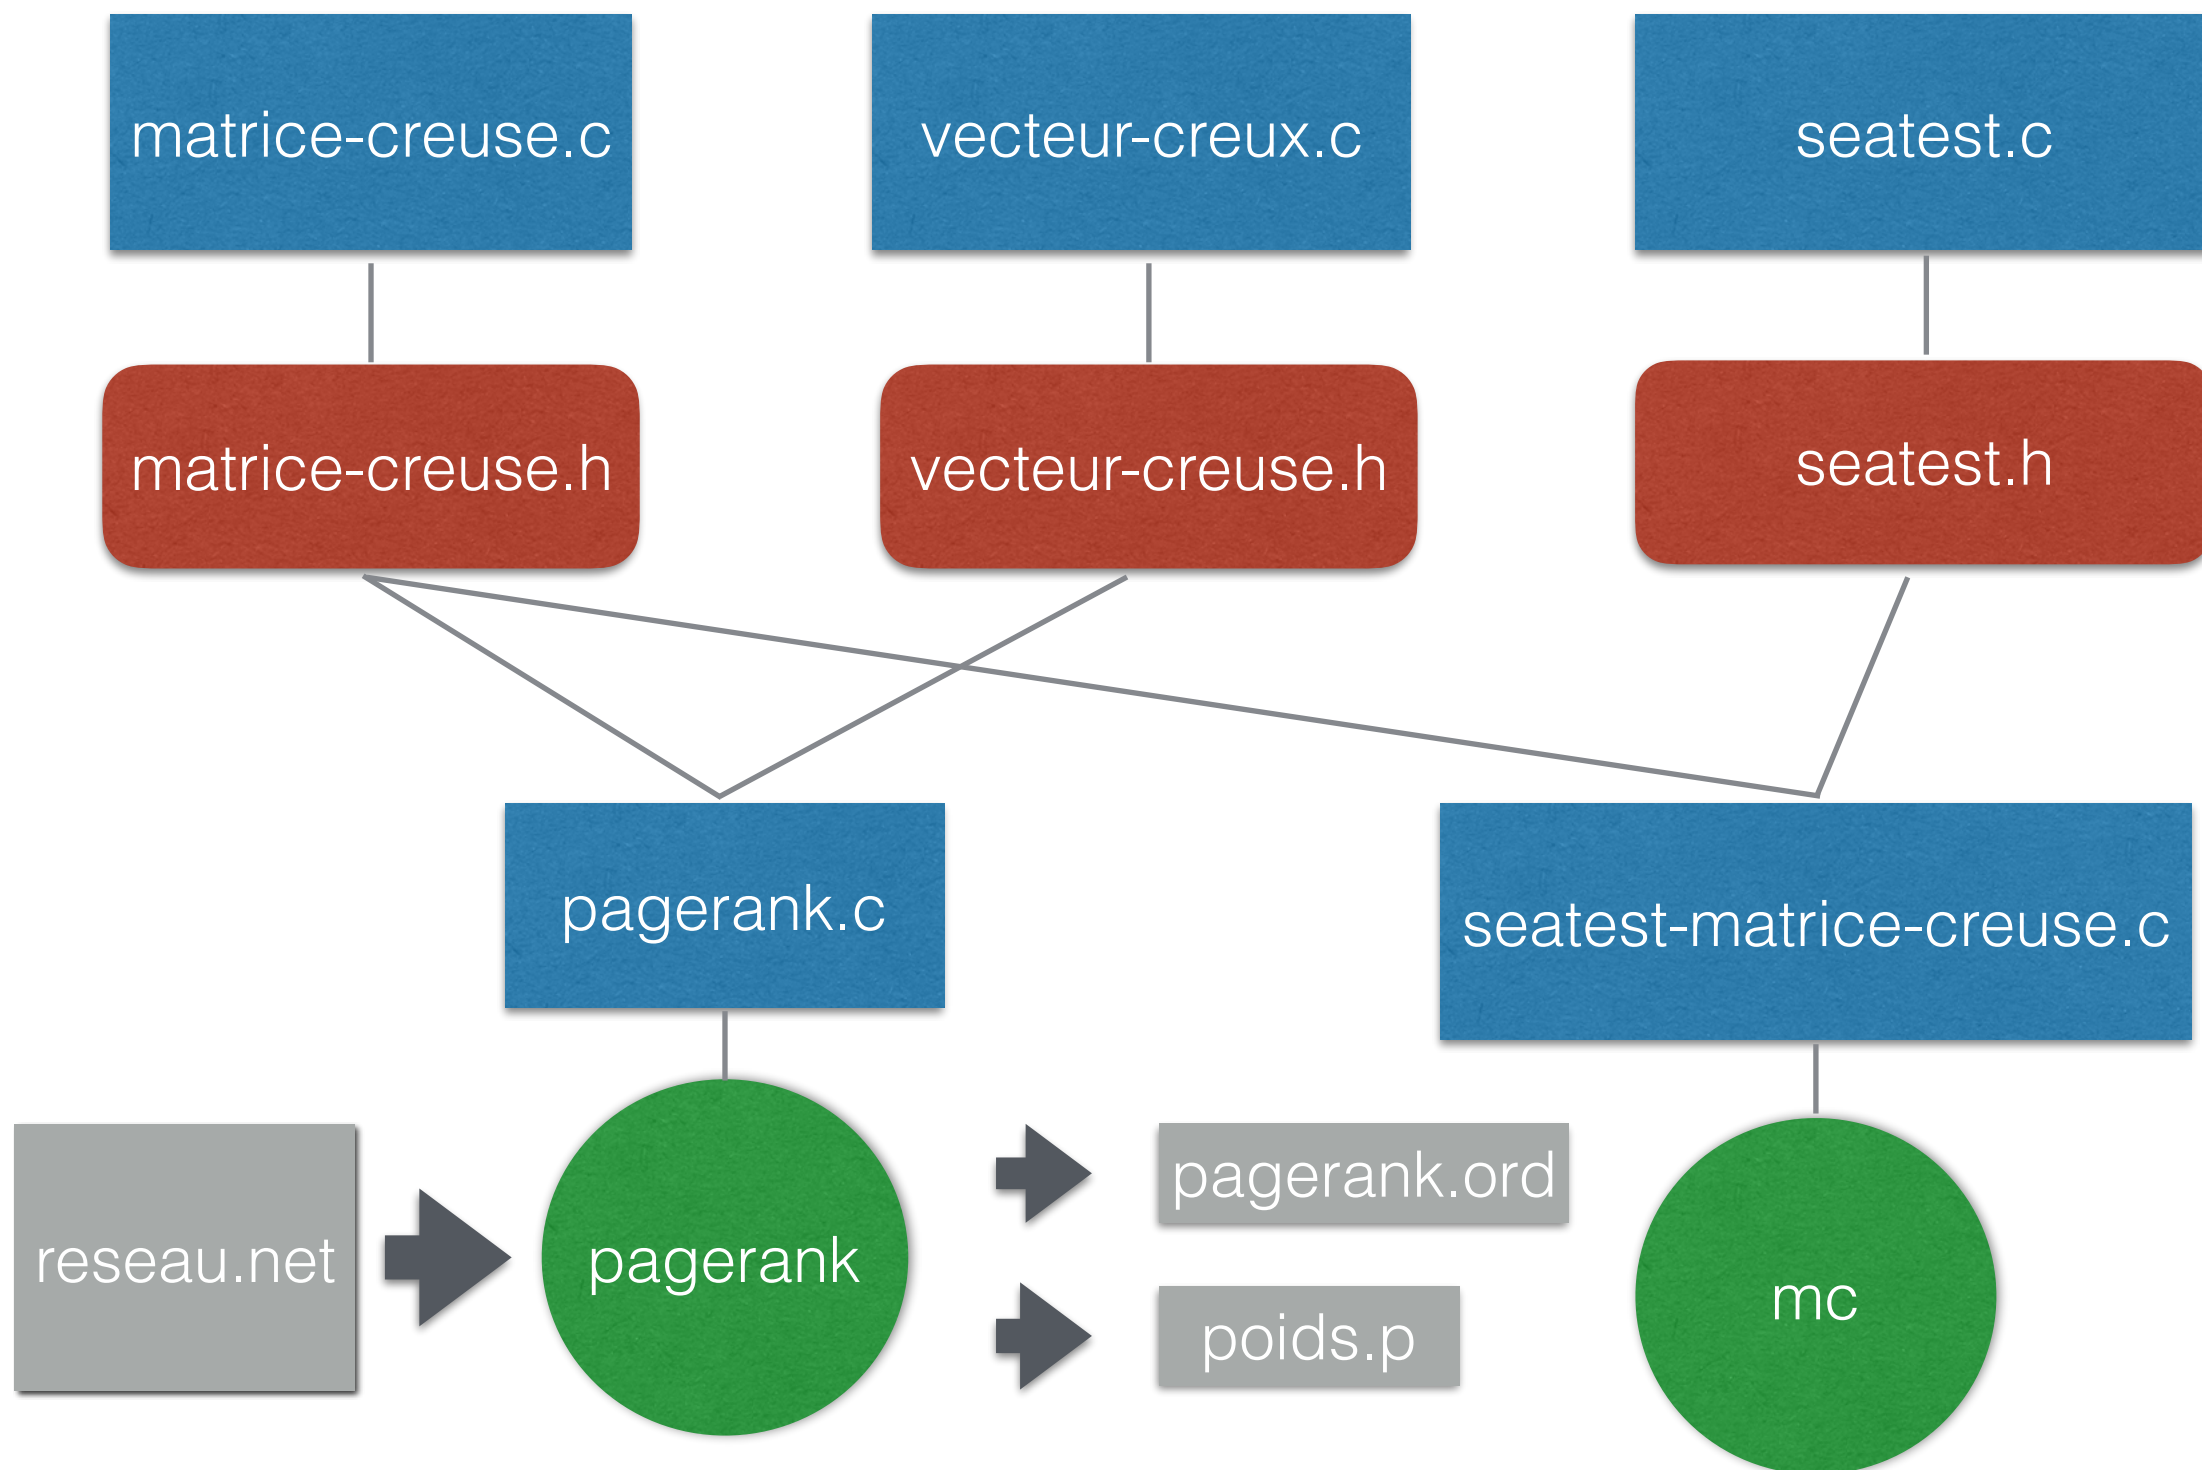 matrice-creuse.c
vecteur-creux.c
seatest.c
matrice-creuse.h
vecteur-creuse.h
seatest.h
pagerank.c
seatest-matrice-creuse.c
reseau.net
pagerank
pagerank.ord
poids.p
mc